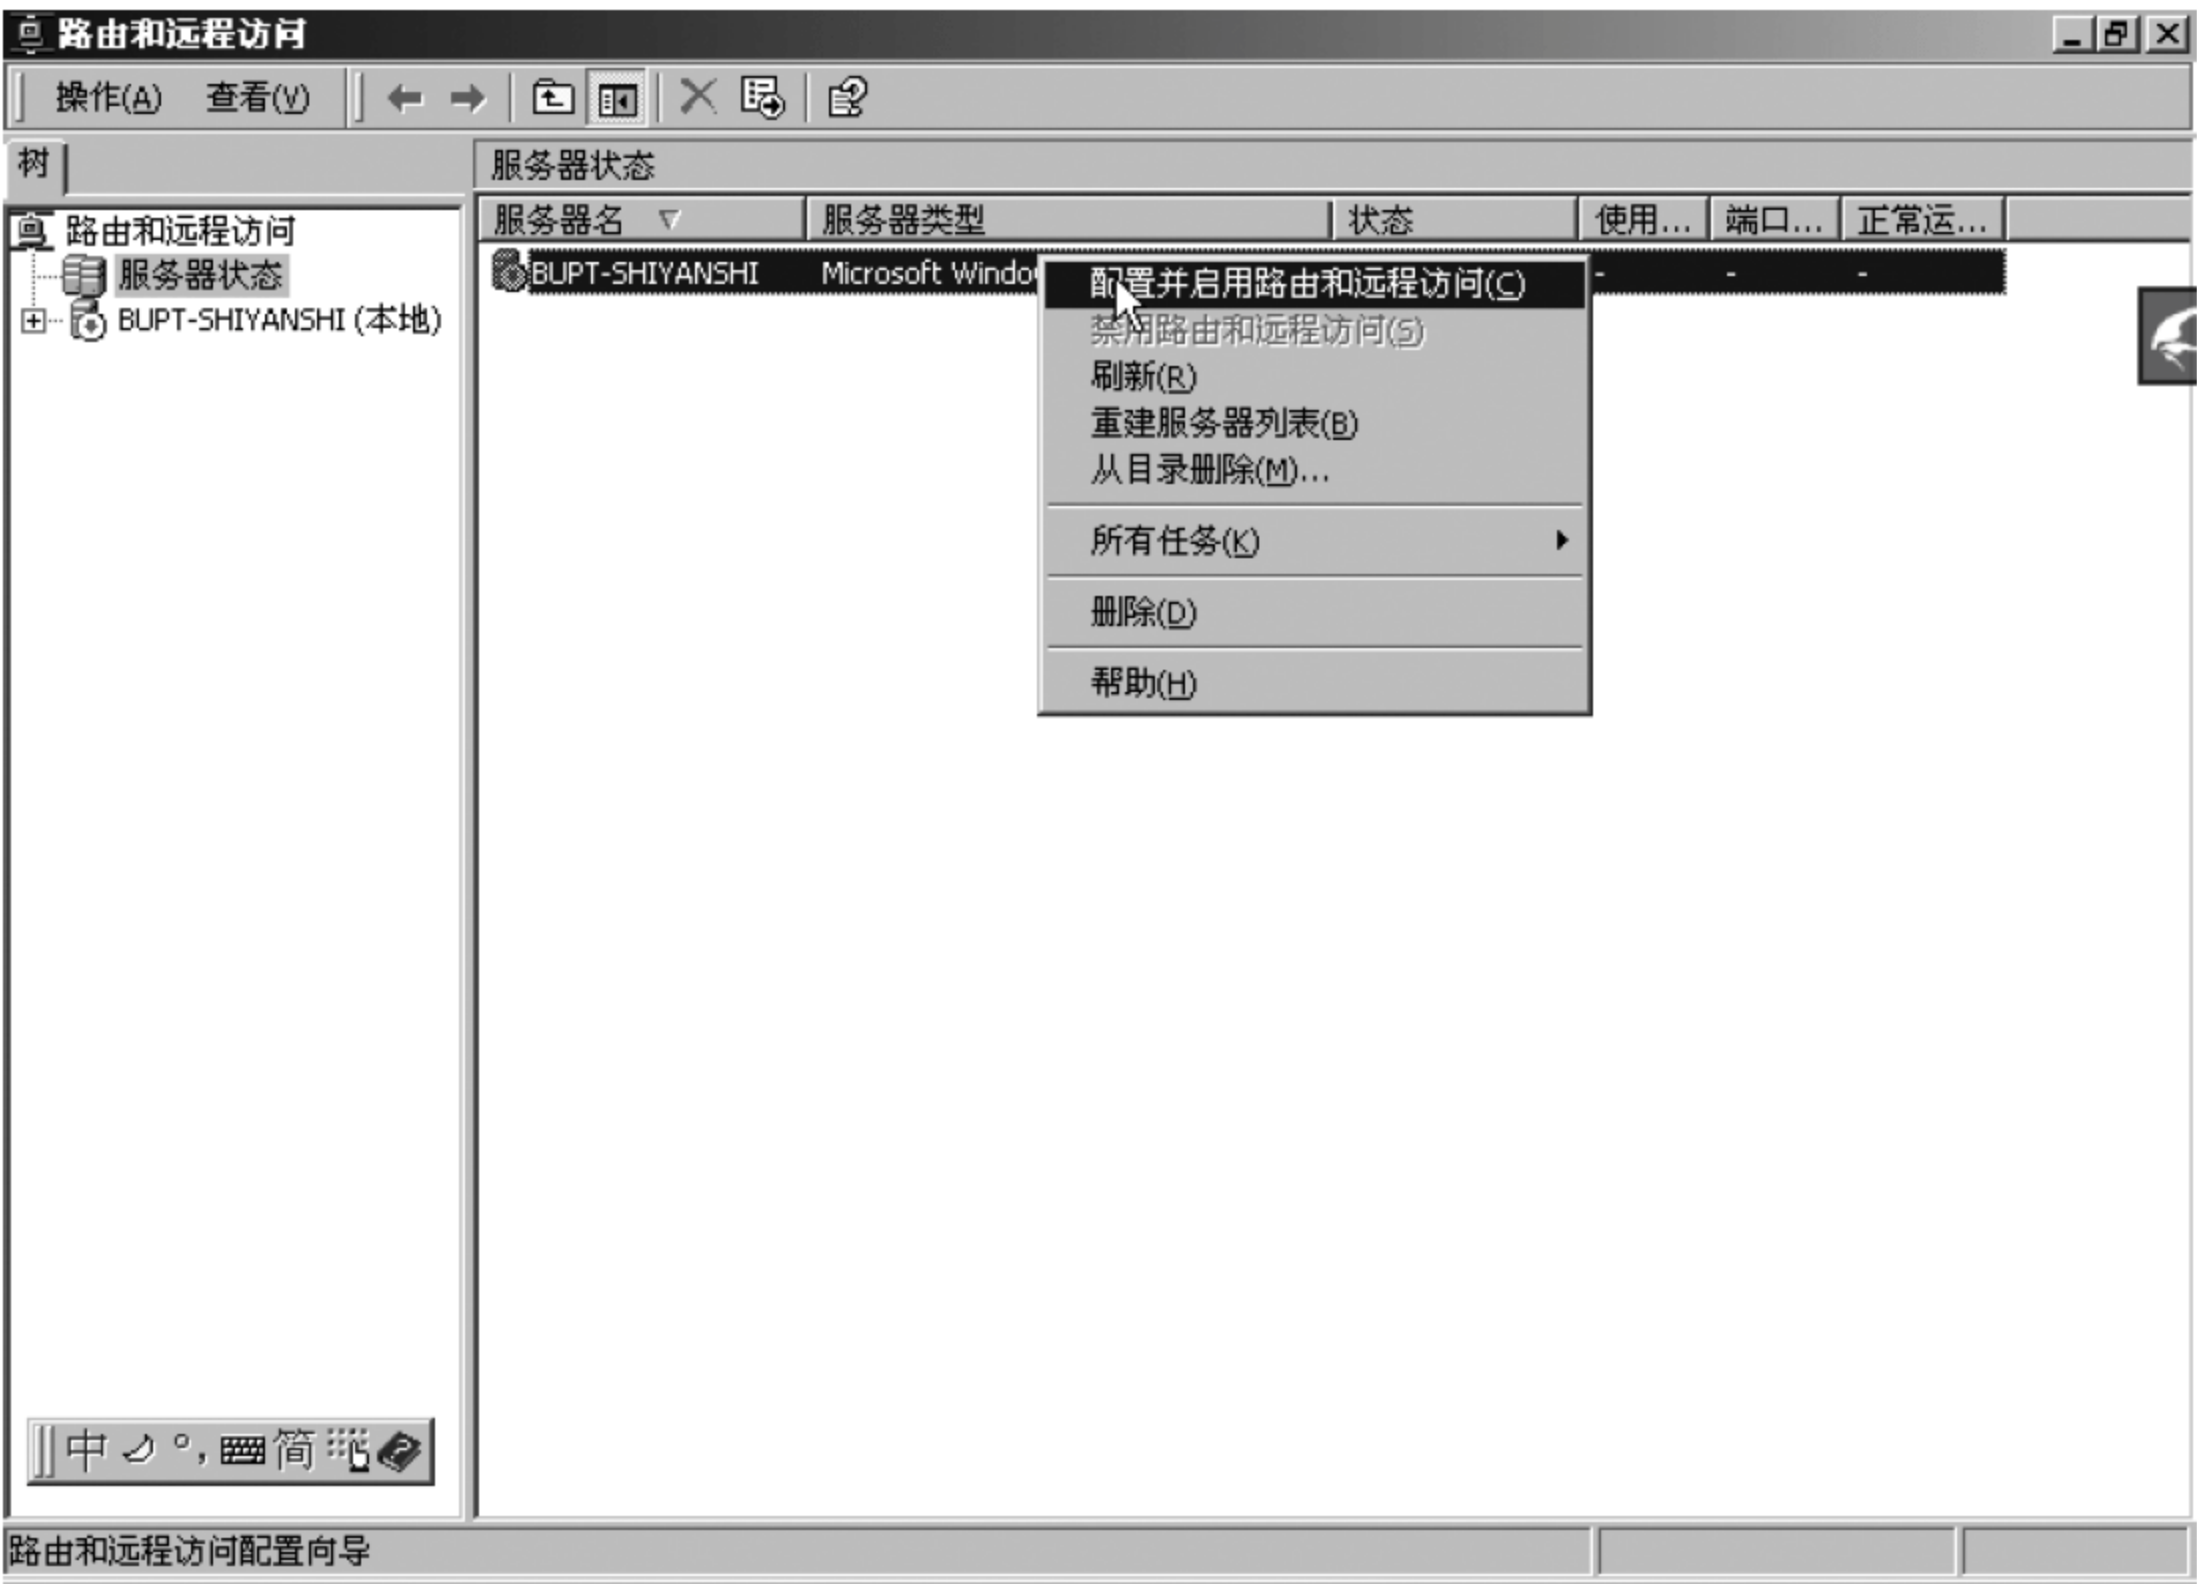 路由和远程访问
操作(A) 查看(V)
树
服务器状态
路由和远程访问
服务器状态
BUPT-SHIYANSHI (本地)
服务器名 服务器类型 状态 使用... 端口... 正常运...
BUPT-SHIYANSHI Microsoft - - -
配置并启用路由和远程访问(C)
禁用路由和远程访问(S)
刷新(R)
重建服务器列表(B)
从目录删除(M)...
所有任务(K)
删除(D)
帮助(H)
中 简
路由和远程访问配置向导